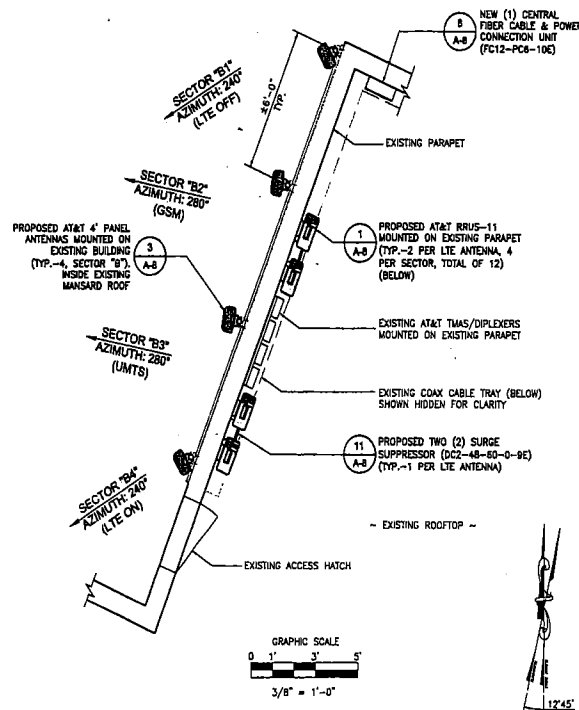 8
A-8
NEW (1) CENTRAL
FIBER CABLE & POWER
CONNECTION UNIT
(FC12-PC6-10E)
SECTOR "B1"
AZIMUTH: 240°
(LTE OFF)
±6'-0"
TYP.
EXISTING PARAPET
SECTOR "B2"
AZIMUTH: 280°
(GSM)
PROPOSED AT&T 4' PANEL
ANTENNAS MOUNTED ON
EXISTING BUILDING
(TYP.-4, SECTOR "B").
INSIDE EXISTING
MANSARD ROOF
3
A-8
1
A-8
PROPOSED AT&T RRUS-11
MOUNTED ON EXISTING PARAPET
(TYP.-2 PER LTE ANTENNA, 4
PER SECTOR, TOTAL OF 12)
(BELOW)
SECTOR "B3"
AZIMUTH: 280°
(UMTS)
EXISTING AT&T TMAS/DIPLEXERS
MOUNTED ON EXISTING PARAPET
EXISTING COAX CABLE TRAY (BELOW)
SHOWN HIDDEN FOR CLARITY
11
A-8
PROPOSED TWO (2) SURGE
SUPPRESSOR (DC2-48-60-0-9E)
(TYP.-1 PER LTE ANTENNA)
SECTOR "B4"
AZIMUTH: 240°
(LTE ON)
~ EXISTING ROOFTOP ~
EXISTING ACCESS HATCH
GRAPHIC SCALE
0 1' 3' 5'
3/8" = 1'-0"
12°45'